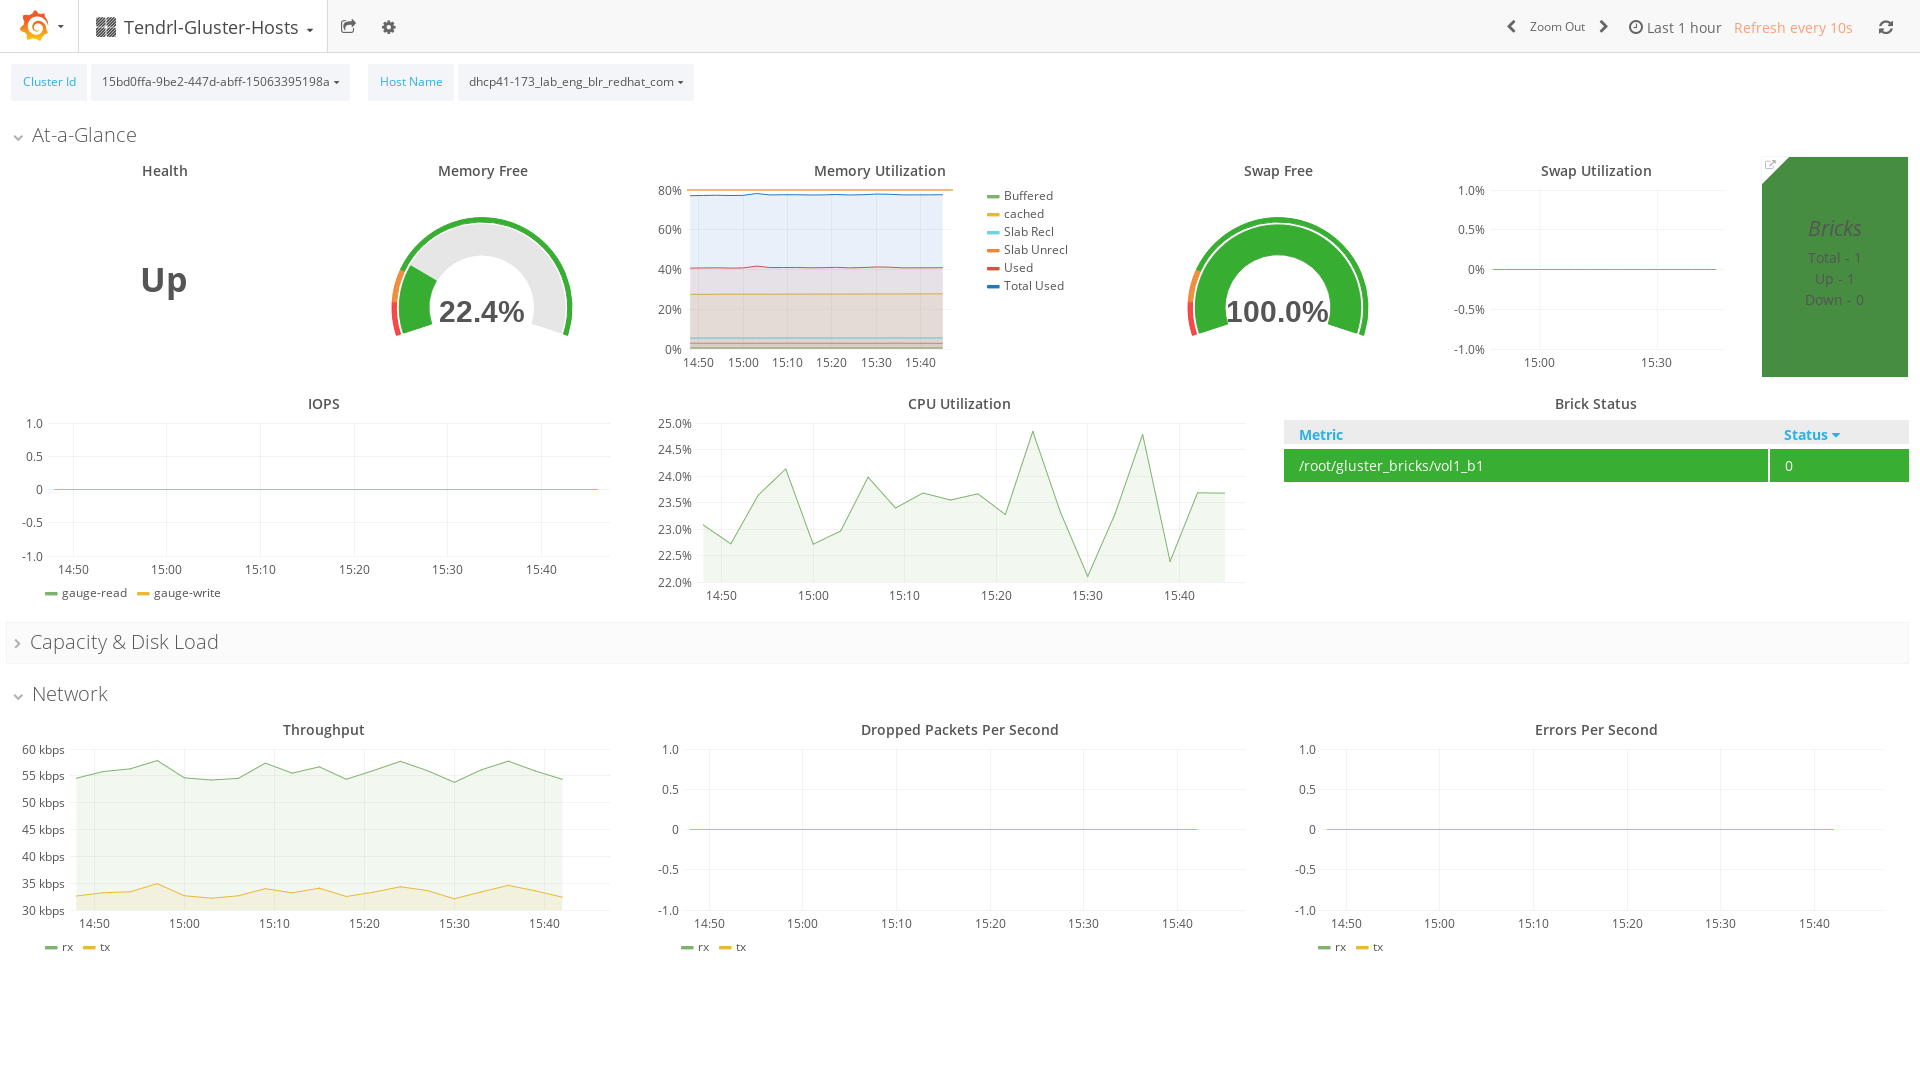 Tendrl-Gluster-Hosts
Zoom Out
Last 1 hour
Refresh every 10s
Cluster Id
15bd0ffa-9be2-447d-abff-15063395198a
Host Name
dhcp41-173_lab_eng_blr_redhat_com
At-a-Glance
Health
Up
Memory Free
22.4%
Memory Utilization
80%
60%
40%
20%
0%
14:50 15:00 15:10 15:20 15:30 15:40
Buffered
cached
Slab Recl
Slab Unrecl
Used
Total Used
Swap Free
100.0%
Swap Utilization
1.0%
0.5%
0%
-0.5%
-1.0%
15:00 15:30
Bricks
Total - 1
Up - 1
Down - 0
IOPS
1.0
0.5
0
-0.5
-1.0
14:50 15:00 15:10 15:20 15:30 15:40
gauge-read gauge-write
CPU Utilization
25.0%
24.5%
24.0%
23.5%
23.0%
22.5%
22.0%
14:50 15:00 15:10 15:20 15:30 15:40
Brick Status
Metric Status
/root/gluster_bricks/vol1_b1 0
Capacity & Disk Load
Network
Throughput
60 kbps
55 kbps
50 kbps
45 kbps
40 kbps
35 kbps
30 kbps
14:50 15:00 15:10 15:20 15:30 15:40
rx tx
Dropped Packets Per Second
1.0
0.5
0
-0.5
-1.0
14:50 15:00 15:10 15:20 15:30 15:40
rx tx
Errors Per Second
1.0
0.5
0
-0.5
-1.0
14:50 15:00 15:10 15:20 15:30 15:40
rx tx